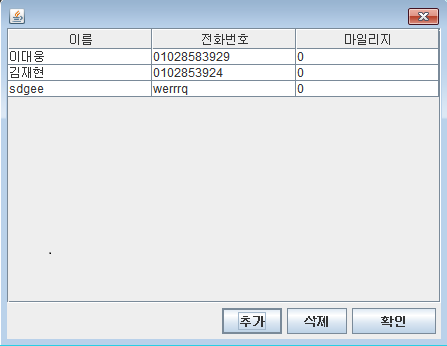 이름 전화번호 마일리지
이대웅 01028583929 0
김재현 0102853924 0
sdgee werrrq 0
추가 삭제 확인